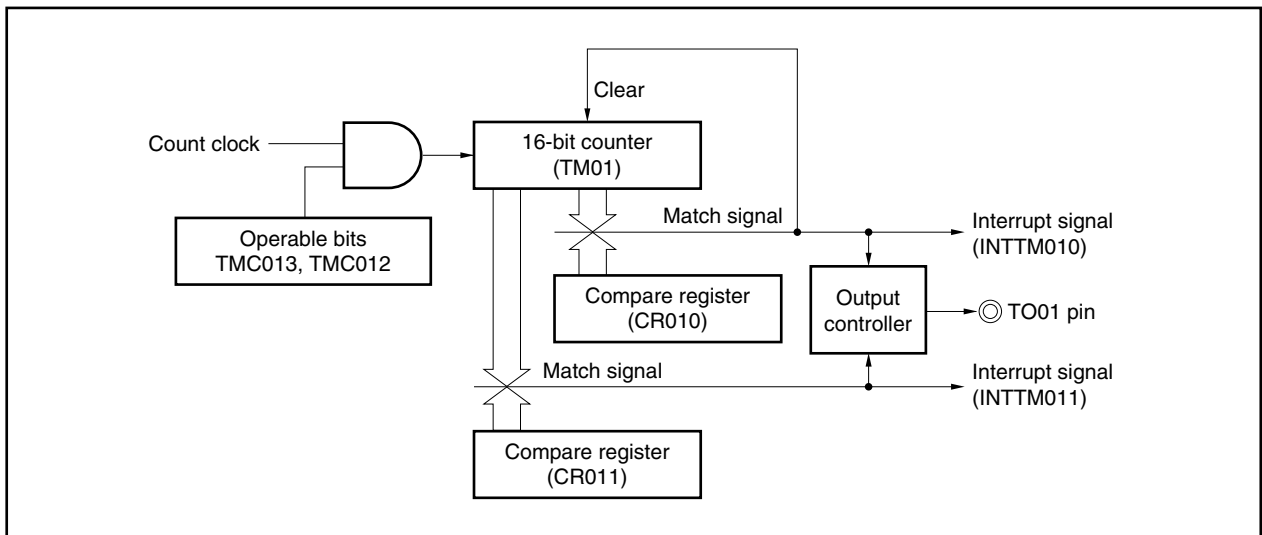 Clear
Count clock
16-bit counter
(TM01)
Operable bits
TMC013, TMC012
Match signal
Interrupt signal
(INTTM010)
Compare register
(CR010)
Output
controller
TO01 pin
Match signal
Interrupt signal
(INTTM011)
Compare register
(CR011)